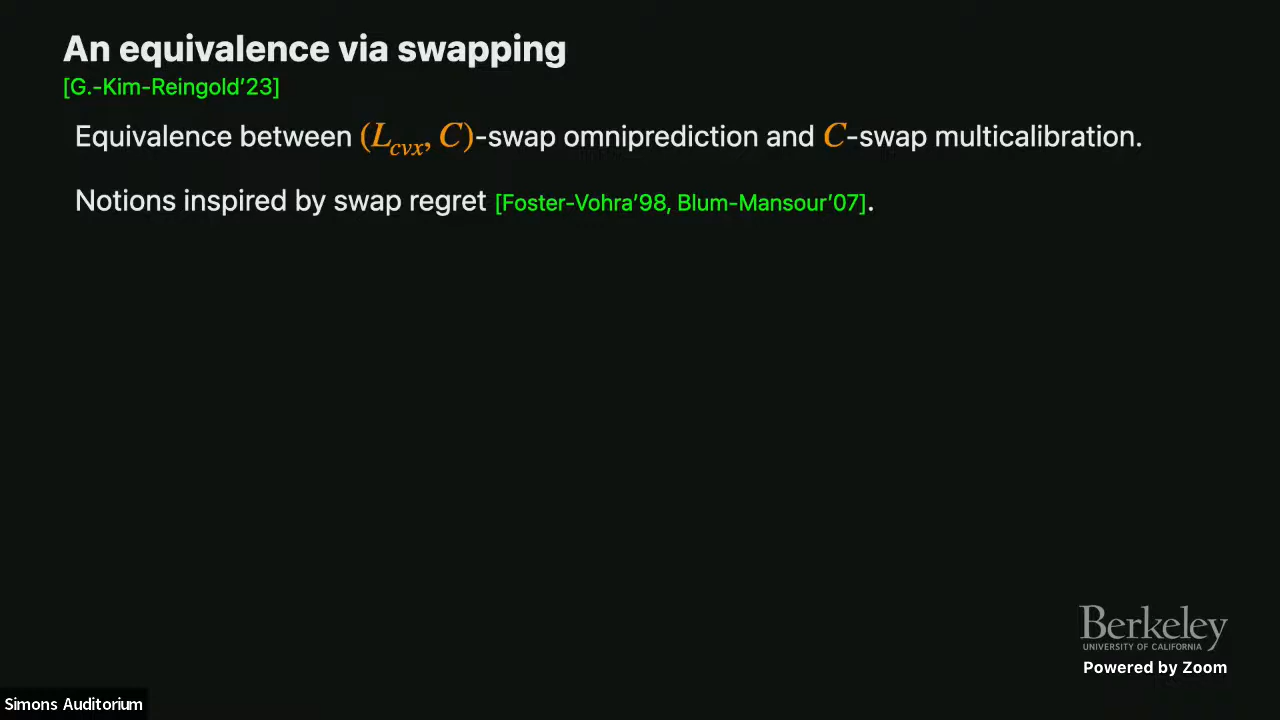 An equivalence via swapping
[G.-Kim-Reingold’23]
Equivalence between (L_cvx, C)-swap omniprediction and C-swap multicalibration.
Notions inspired by swap regret [Foster-Vohra’98, Blum-Mansour’07].
Berkeley
UNIVERSITY OF CALIFORNIA
Powered by Zoom
Simons Auditorium